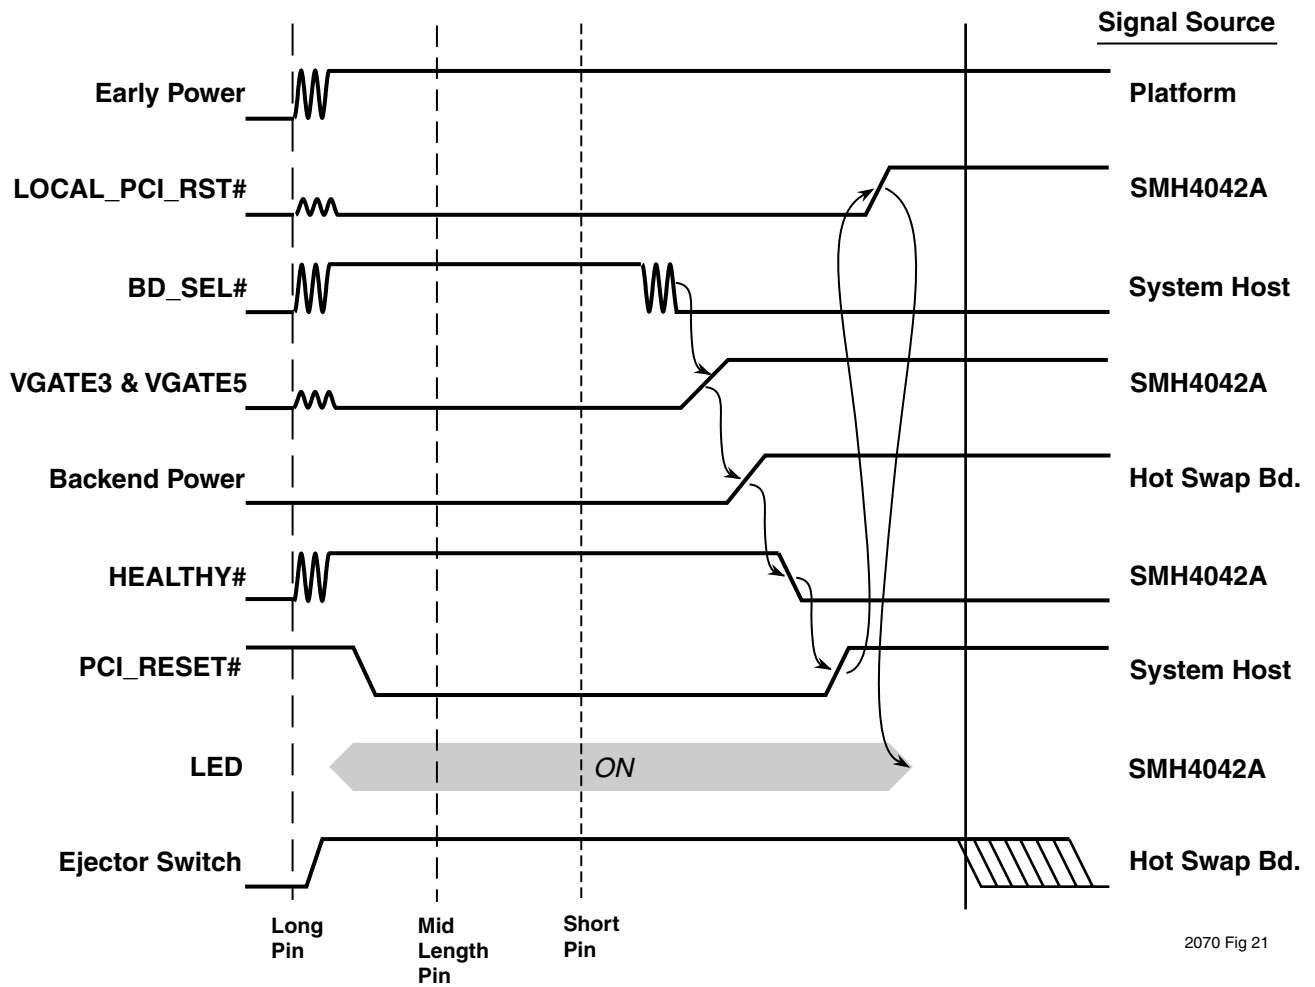 Signal Source
Early Power
Platform
LOCAL_PCI_RST#
SMH4042A
BD_SEL#
System Host
VGATE3 & VGATE5
SMH4042A
Backend Power
Hot Swap Bd.
HEALTHY#
SMH4042A
PCI_RESET#
System Host
LED
ON
SMH4042A
Ejector Switch
Hot Swap Bd.
Long
Pin
Mid
Length
Pin
Short
Pin
2070 Fig 21